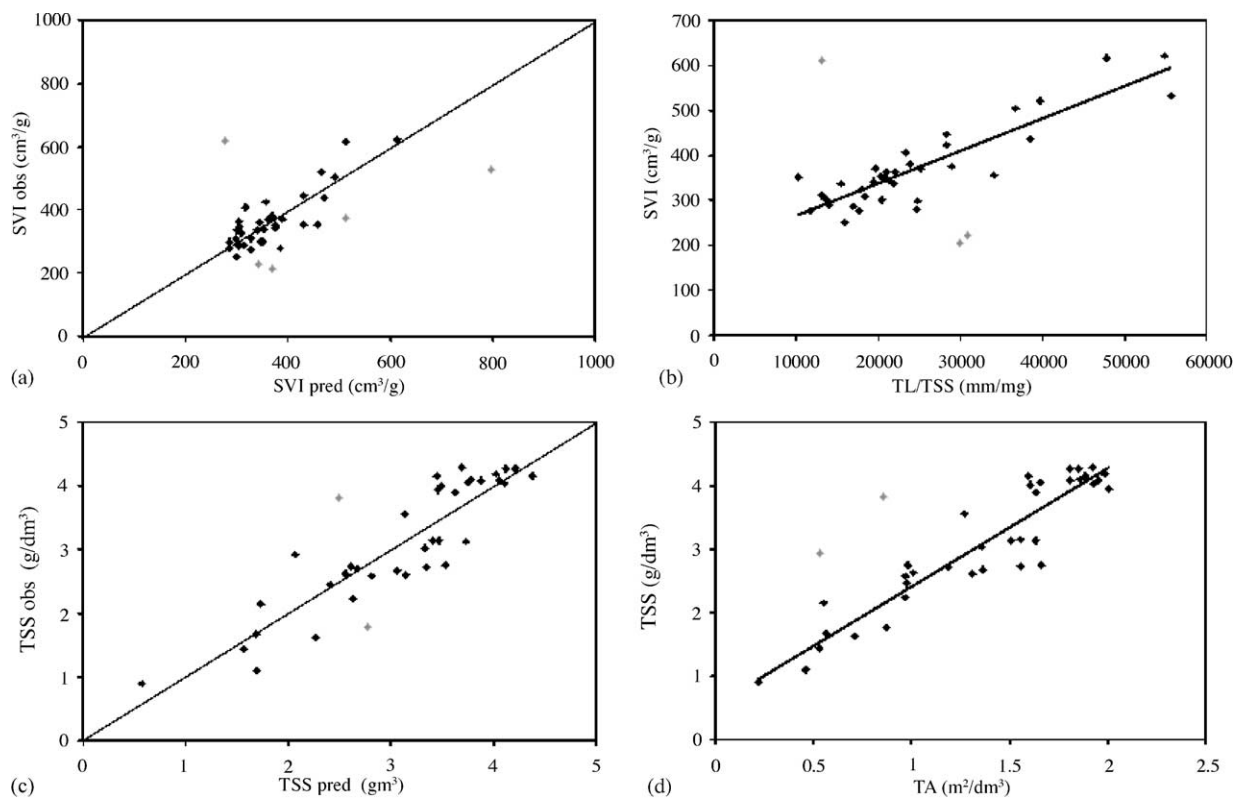 1000
800
600
400
200
0
SVI obs (cm³/g)
0 200 400 600 800 1000
(a) SVI pred (cm³/g)
700
600
500
400
300
200
100
0
SVI (cm³/g)
0 10000 20000 30000 40000 50000 60000
(b) TL/TSS (mm/mg)
5
4
3
2
1
0
TSS obs (g/dm³)
0 1 2 3 4 5
(c) TSS pred (gm³)
5
4
3
2
1
0
TSS (g/dm³)
0 0.5 1 1.5 2 2.5
(d) TA (m²/dm³)